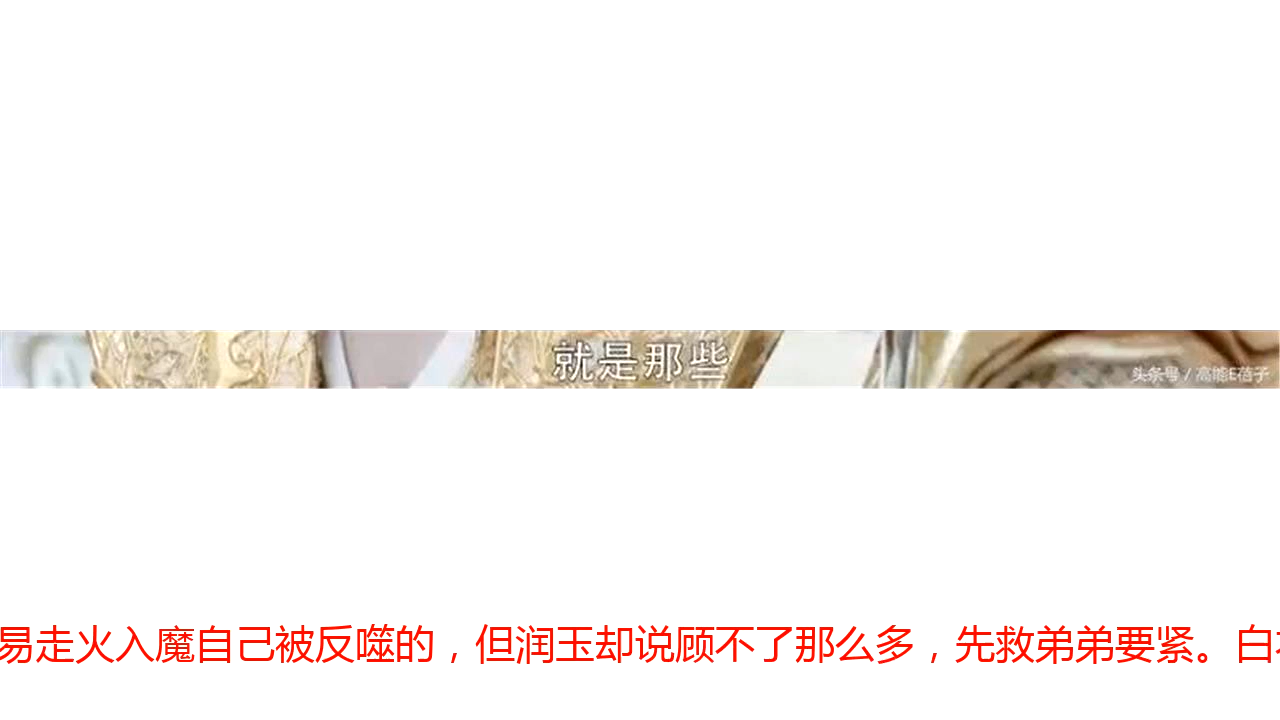 就是那些
头条号 / 高能E蓓子
易走火入魔自己被反噬的，但润玉却说顾不了那么多，先救弟弟要紧。白